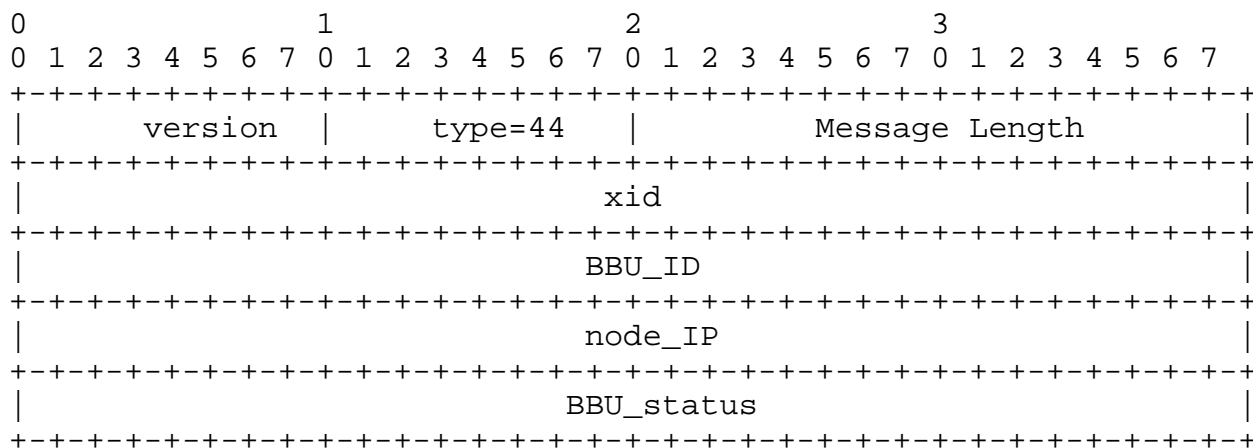 0                   1                   2                   3
0 1 2 3 4 5 6 7 0 1 2 3 4 5 6 7 0 1 2 3 4 5 6 7 0 1 2 3 4 5 6 7
+-+-+-+-+-+-+-+-+-+-+-+-+-+-+-+-+-+-+-+-+-+-+-+-+-+-+-+-+-+-+-+-+
|       version   |     type=44   |         Message Length        |
+-+-+-+-+-+-+-+-+-+-+-+-+-+-+-+-+-+-+-+-+-+-+-+-+-+-+-+-+-+-+-+-+
|                              xid                              |
+-+-+-+-+-+-+-+-+-+-+-+-+-+-+-+-+-+-+-+-+-+-+-+-+-+-+-+-+-+-+-+-+
|                             BBU_ID                            |
+-+-+-+-+-+-+-+-+-+-+-+-+-+-+-+-+-+-+-+-+-+-+-+-+-+-+-+-+-+-+-+-+
|                             node_IP                           |
+-+-+-+-+-+-+-+-+-+-+-+-+-+-+-+-+-+-+-+-+-+-+-+-+-+-+-+-+-+-+-+-+
|                            BBU_status                         |
+-+-+-+-+-+-+-+-+-+-+-+-+-+-+-+-+-+-+-+-+-+-+-+-+-+-+-+-+-+-+-+-+